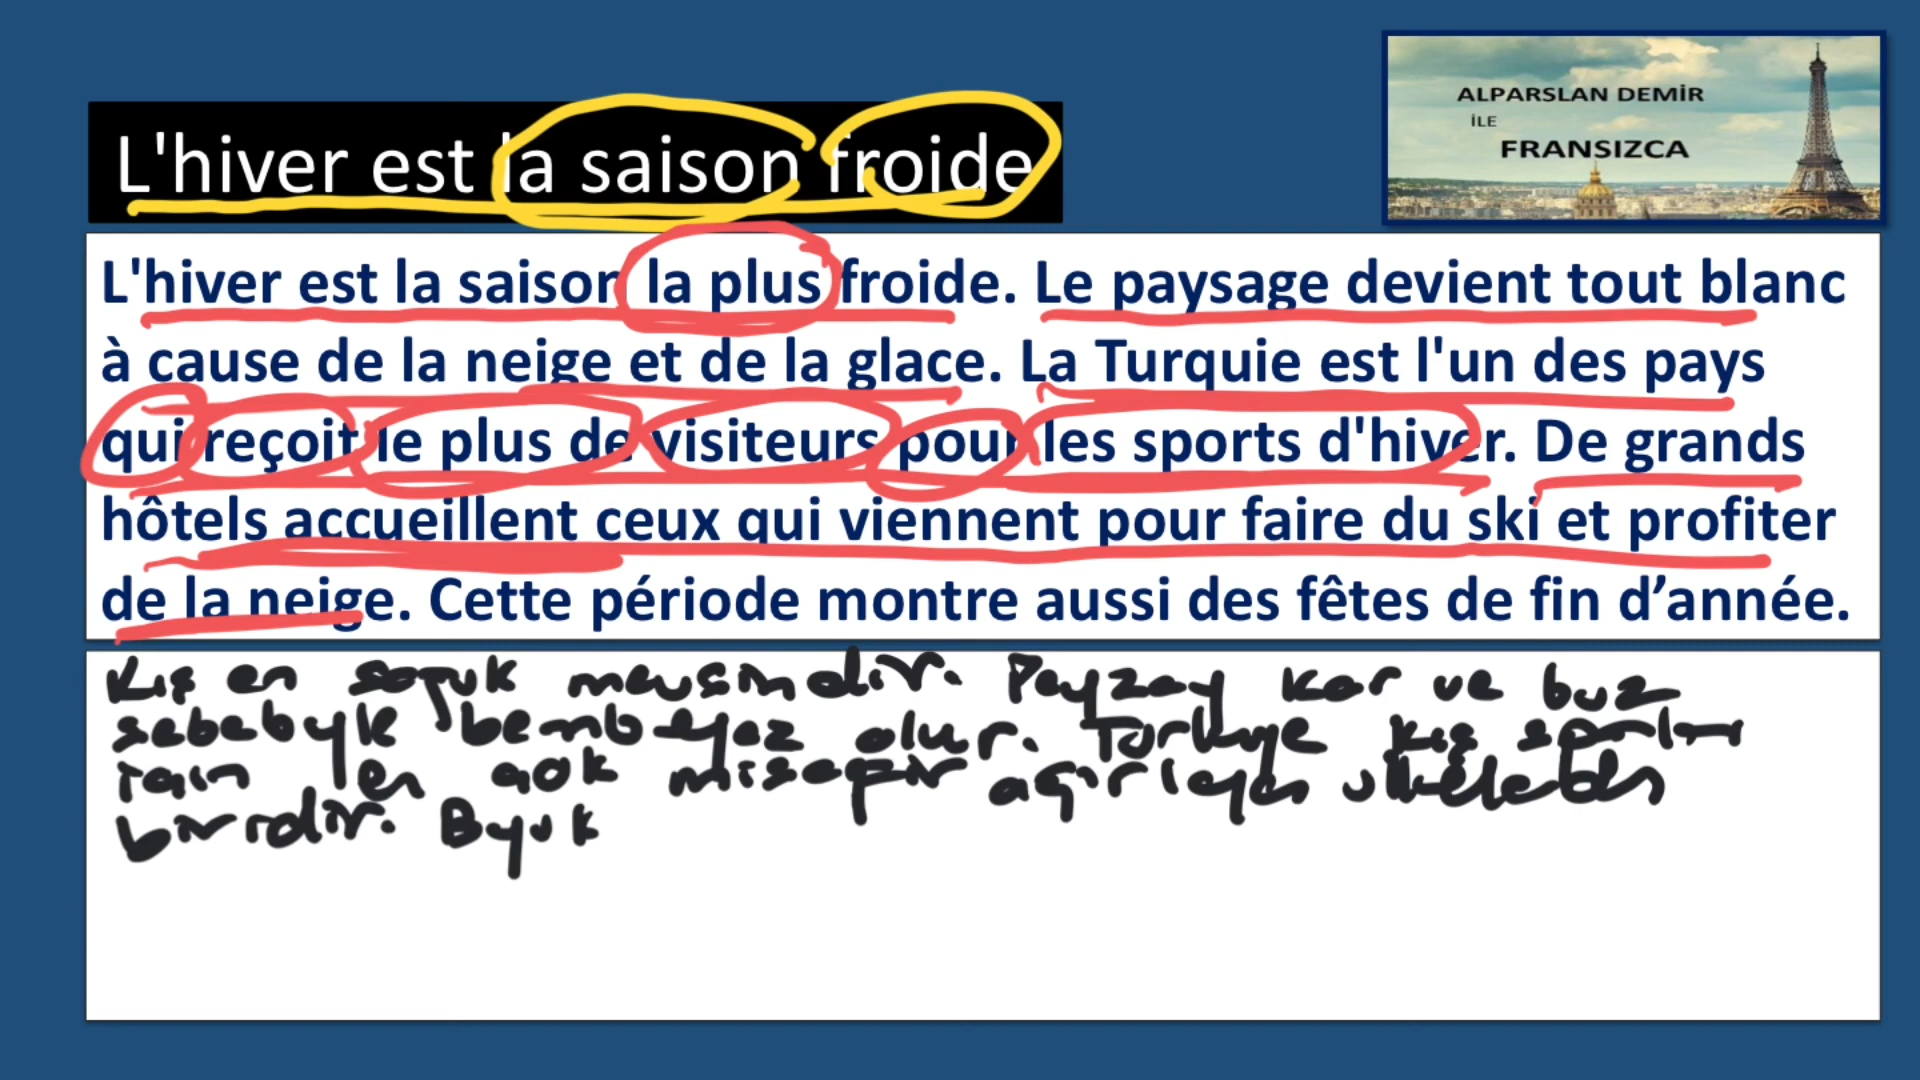 ALPARSLAN DEMİR
İLE
FRANSIZCA
L'hiver est la saison froide
L'hiver est la saison la plus froide. Le paysage devient tout blanc
à cause de la neige et de la glace. La Turquie est l'un des pays
qui reçoit le plus de visiteurs pour les sports d'hiver. De grands
hôtels accueillent ceux qui viennent pour faire du ski et profiter
de la neige. Cette période montre aussi des fêtes de fin d’année.
Kış en soğuk mevsimdir. Peyzaj kar ve buz
sebebyle bembeyaz olur. Türkiye kış sporları
için en çok misafir ağırlayan ülkelerden
biridir. Byük